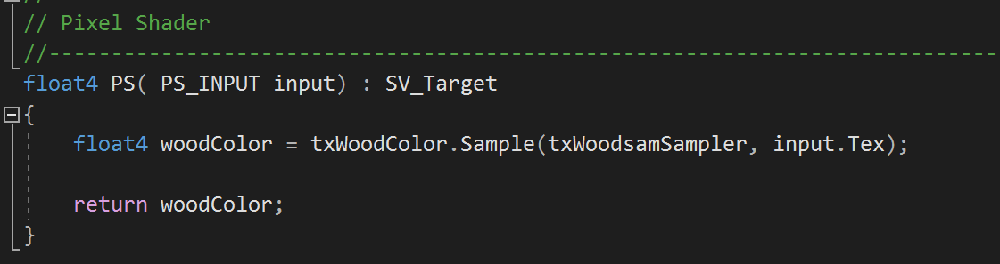 //
// Pixel Shader
//----------------------------------------------------------------------------
float4 PS( PS_INPUT input) : SV_Target
{
    float4 woodColor = txWoodColor.Sample(txWoodsamSampler, input.Tex);
    return woodColor;
}